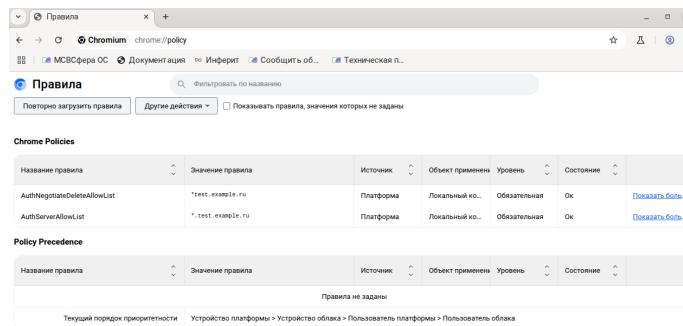 Правила
Chromium chrome://policy
МСВСфера ОС Документация Инферит Сообщить об... Техническая п...
Правила Фильтровать по названию
Повторно загрузить правила Другие действия Показывать правила, значения которых не заданы
Chrome Policies
Название правила Значение правила Источник Объект применени Уровень Состояние
AuthNegotiateDeleteAllowList *test.example.ru Платформа Локальный ко... Обязательная Ок Показать боль.
AuthServerAllowList *.test.example.ru Платформа Локальный ко... Обязательная Ок Показать боль.
Policy Precedence
Название правила Значение правила Источник Объект применени Уровень Состояние
Правила не заданы
Текущий порядок приоритетности Устройство платформы > Устройство облака > Пользователь платформы > Пользователь облака